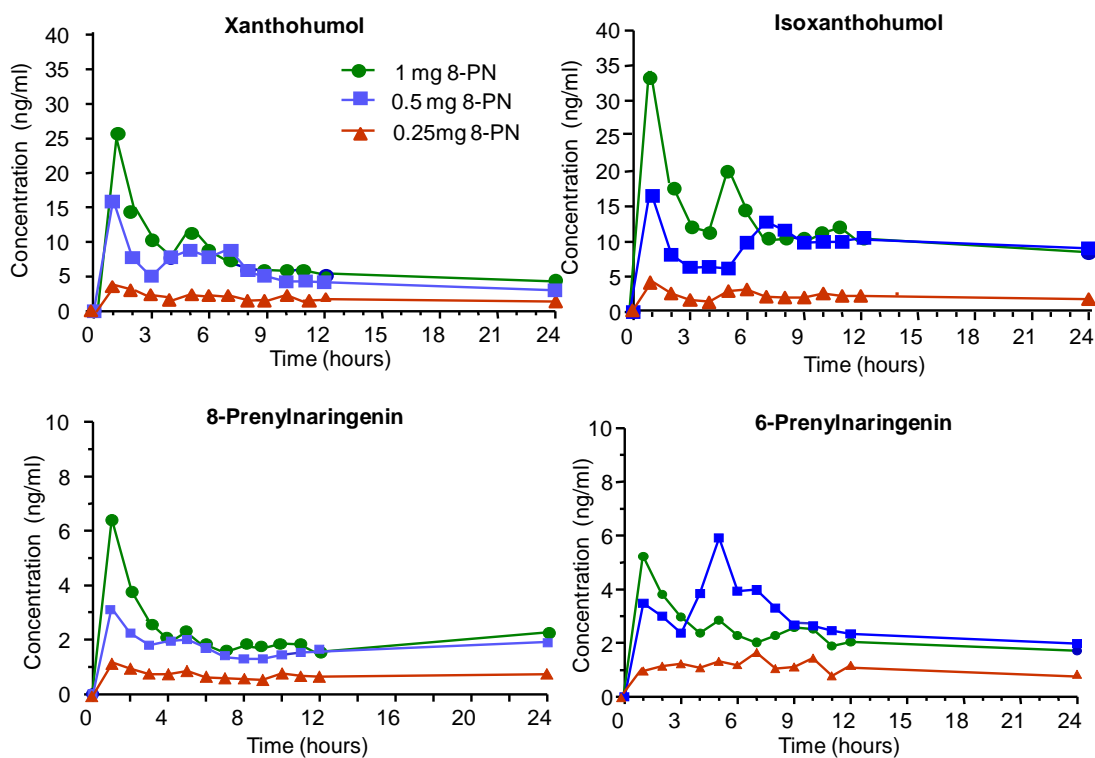 Xanthohumol
40
35
30
25
20
15
10
5
0
Concentration (ng/ml)
0 3 6 9 12 15 18 21 24
Time (hours)
1 mg 8-PN
0.5 mg 8-PN
0.25mg 8-PN
Isoxanthohumol
40
35
30
25
20
15
10
5
0
Concentration (ng/ml)
0 3 6 9 12 15 18 21 24
Time (hours)
8-Prenylnaringenin
10
8
6
4
2
0
Concentration (ng/ml)
0 4 8 12 16 20 24
Time (hours)
6-Prenylnaringenin
10
8
6
4
2
0
Concentration (ng/ml)
0 3 6 9 12 15 18 21 24
Time (hours)